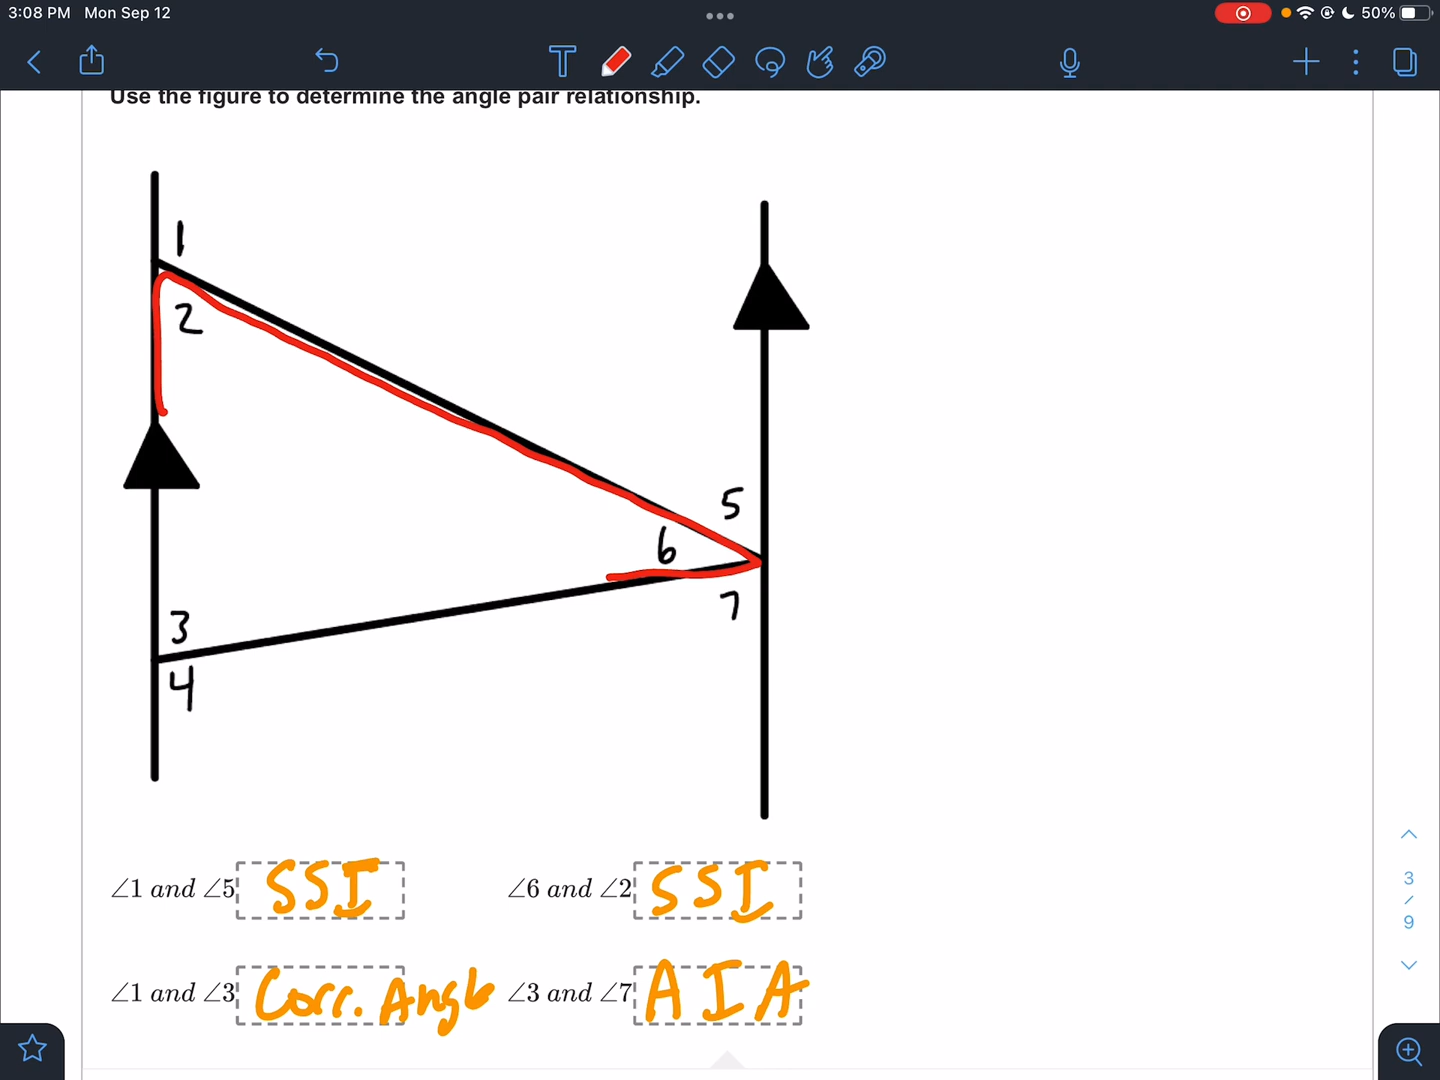 3:08 PM Mon Sep 12 50%
T
Use the figure to determine the angle pair relationship.
1
2
5
6
7
3
4
∠1 and ∠5 SSI ∠6 and ∠2 SSI
∠1 and ∠3 Corr. Angle ∠3 and ∠7 AIA
3
/
9